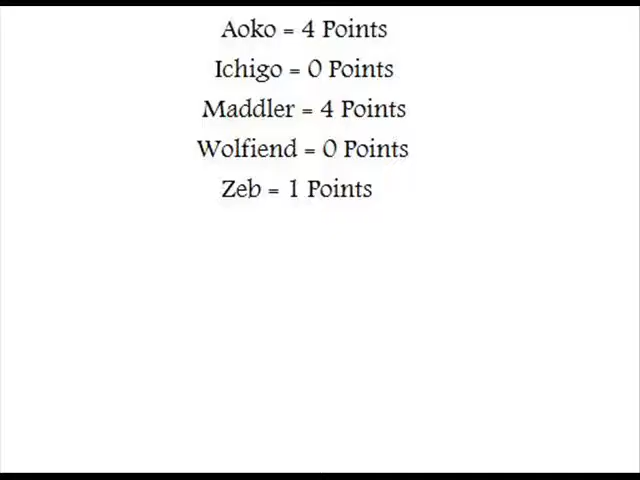 Aoko = 4 Points
Ichigo = 0 Points
Maddler = 4 Points
Wolfiend = 0 Points
Zeb = 1 Points